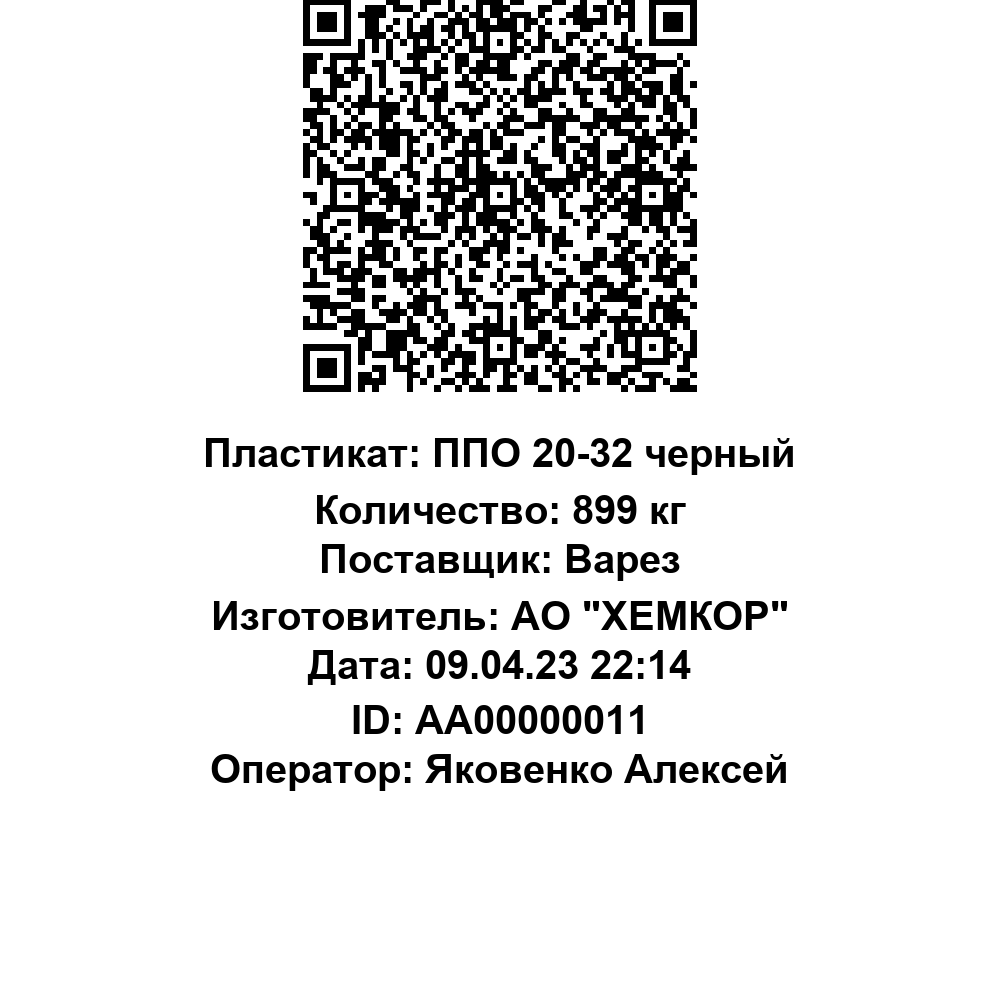 Пластикат: ППО 20-32 черный
Количество: 899 кг
Поставщик: Варез
Изготовитель: АО "ХЕМКОР"
Дата: 09.04.23 22:14
ID: AA00000011
Оператор: Яковенко Алексей